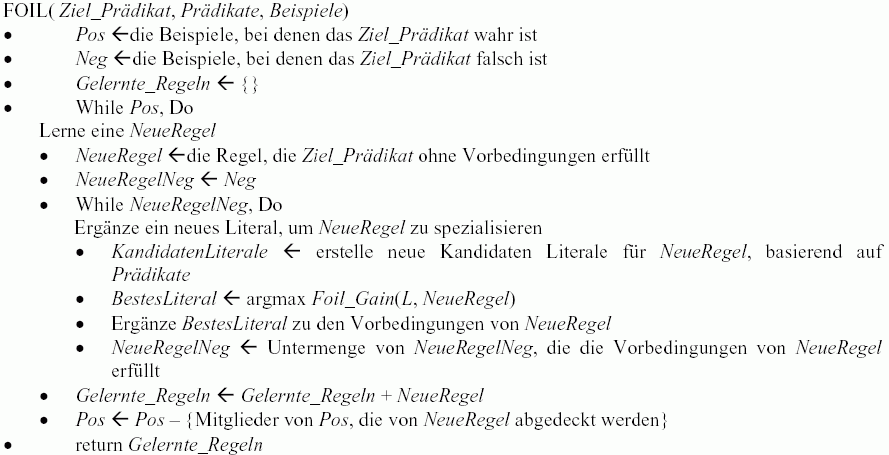 FOIL( Ziel_Prädikat, Prädikate, Beispiele)
• Pos ←die Beispiele, bei denen das Ziel_Prädikat wahr ist
• Neg ←die Beispiele, bei denen das Ziel_Prädikat falsch ist
• Gelernte_Regeln ← {}
• While Pos, Do
Lerne eine NeueRegel
• NeueRegel ←die Regel, die Ziel_Prädikat ohne Vorbedingungen erfüllt
• NeueRegelNeg ← Neg
• While NeueRegelNeg, Do
Ergänze ein neues Literal, um NeueRegel zu spezialisieren
• KandidatenLiterale ← erstelle neue Kandidaten Literale für NeueRegel, basierend auf
Prädikate
• BestesLiteral ← argmax Foil_Gain(L, NeueRegel)
• Ergänze BestesLiteral zu den Vorbedingungen von NeueRegel
• NeueRegelNeg ← Untermenge von NeueRegelNeg, die die Vorbedingungen von NeueRegel
erfüllt
• Gelernte_Regeln ← Gelernte_Regeln + NeueRegel
• Pos ← Pos – {Mitglieder von Pos, die von NeueRegel abgedeckt werden}
• return Gelernte_Regeln